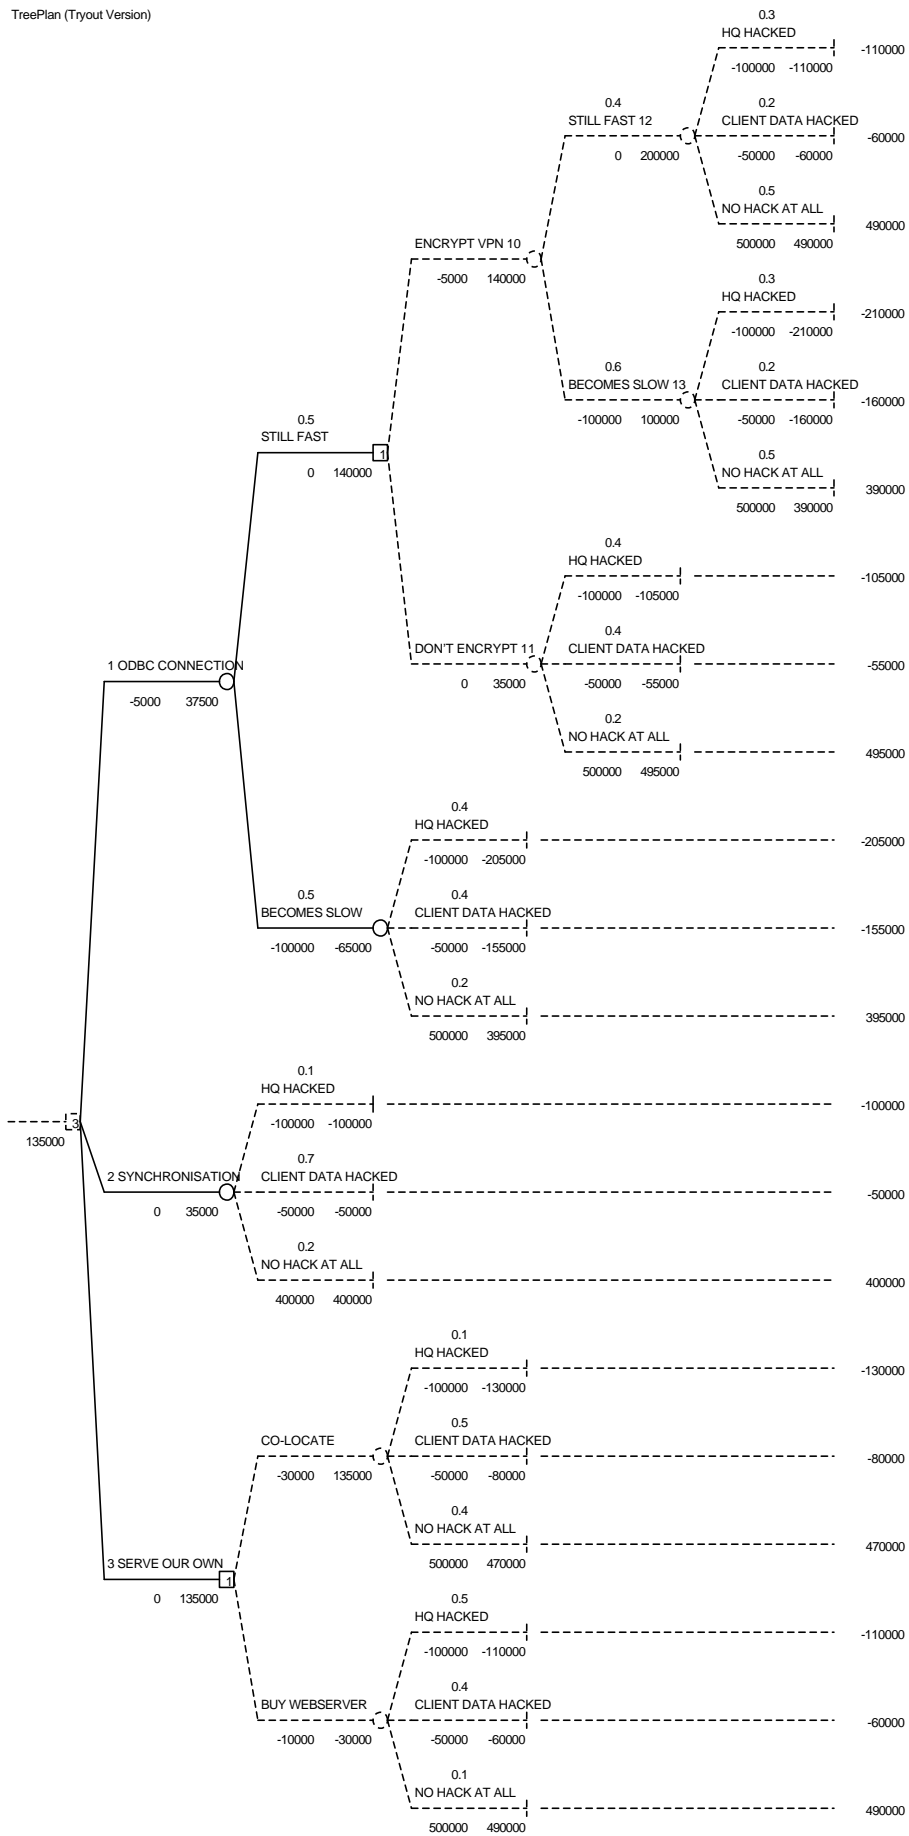 TreePlan (Tryout Version)
0.3
HQ HACKED
-110000
-100000 -110000
0.4
0.2
STILL FAST 12
CLIENT DATA HACKED
-60000
0 200000
-50000 -60000
0.5
NO HACK AT ALL
490000
ENCRYPT VPN 10
500000 490000
-5000 140000
0.3
HQ HACKED
-210000
-100000 -210000
0.6
0.2
BECOMES SLOW 13
CLIENT DATA HACKED
-160000
0.5
-100000 100000
-50000 -160000
STILL FAST
1
0 140000
0.5
NO HACK AT ALL
390000
500000 390000
0.4
HQ HACKED
-105000
-100000 -105000
0.4
DON'T ENCRYPT 11
CLIENT DATA HACKED
-55000
1 ODBC CONNECTION
0 35000
-50000 -55000
-5000 37500
0.2
NO HACK AT ALL
495000
500000 495000
0.4
HQ HACKED
-205000
-100000 -205000
0.5
0.4
BECOMES SLOW
CLIENT DATA HACKED
-155000
-100000 -65000
-50000 -155000
0.2
NO HACK AT ALL
395000
500000 395000
0.1
HQ HACKED
-100000
3
-100000 -100000
135000
0.7
2 SYNCHRONISATION
CLIENT DATA HACKED
-50000
0 35000
-50000 -50000
0.2
NO HACK AT ALL
400000
400000 400000
0.1
HQ HACKED
-130000
-100000 -130000
0.5
CO-LOCATE
CLIENT DATA HACKED
-80000
-30000 135000
-50000 -80000
0.4
NO HACK AT ALL
470000
3 SERVE OUR OWN
500000 470000
1
0 135000
0.5
HQ HACKED
-110000
-100000 -110000
0.4
BUY WEBSERVER
CLIENT DATA HACKED
-60000
-10000 -30000
-50000 -60000
0.1
NO HACK AT ALL
490000
500000 490000